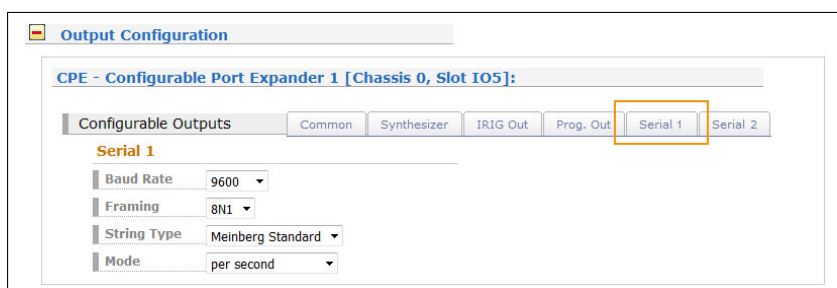 Output Configuration
CPE - Configurable Port Expander 1 [Chassis 0, Slot IO5]:
Configurable Outputs Common Synthesizer IRIG Out Prog. Out Serial 1 Serial 2
Serial 1
Baud Rate 9600
Framing 8N1
String Type Meinberg Standard
Mode per second